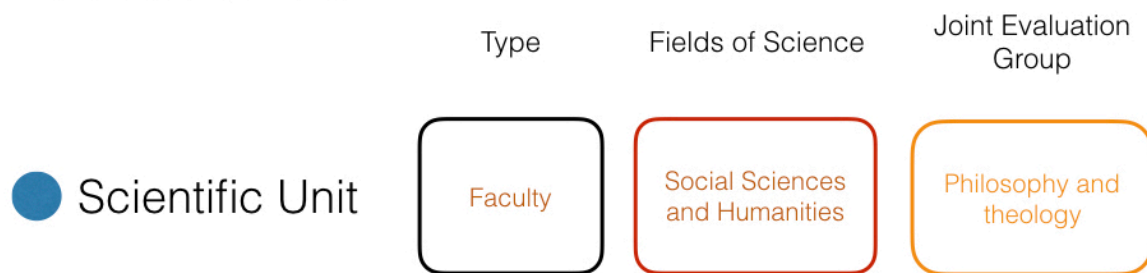 Type
Fields of Science
Joint Evaluation
Group
Scientific Unit
Faculty
Social Sciences
and Humanities
Philosophy and
theology